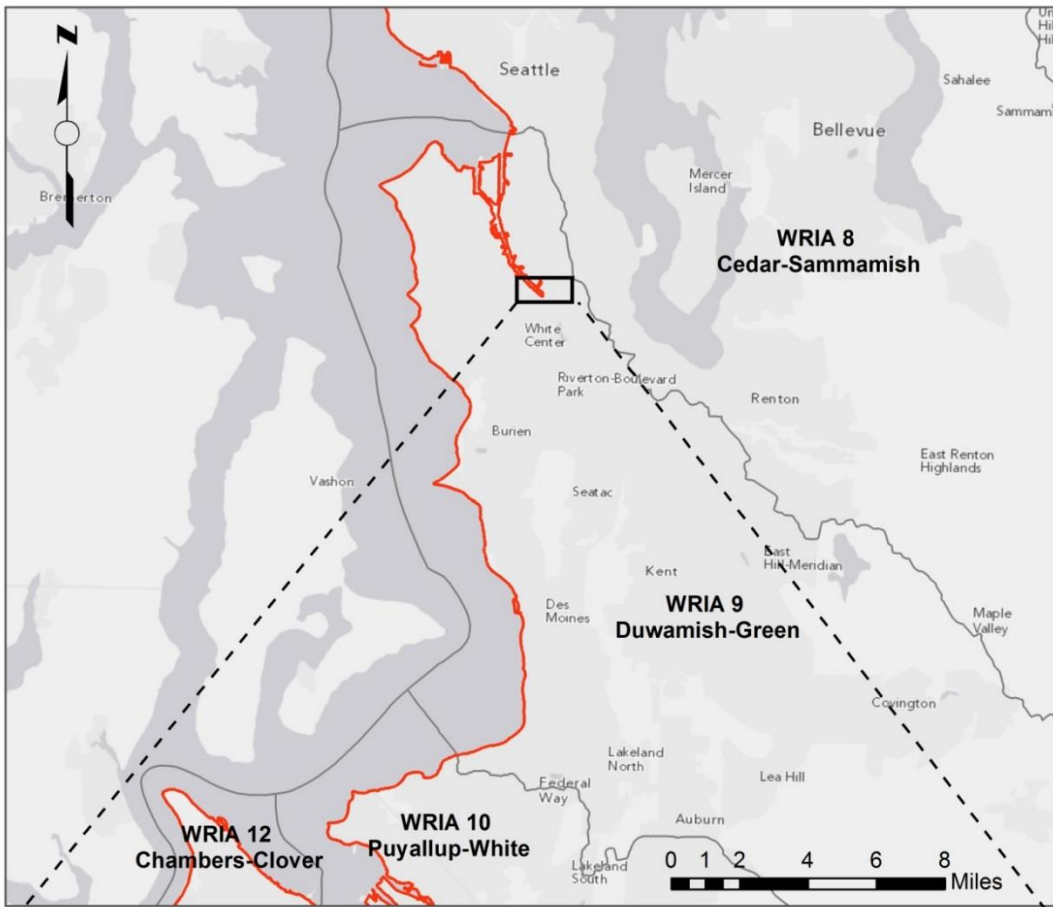 N
Seattle
Sahalee
Bellevue
Mercer
Island
WRIA 8
Cedar-Sammamish
White
Center
Riverton-Boulevard
Park
Renton
Burien
East Renton
Highlands
Vashon
Seatac
East
Hill-Meridian
Kent
WRIA 9
Duwamish-Green
Des
Moines
Maple
Valley
Covington
Lakeland
North
Lea Hill
Federal
Way
Auburn
WRIA 12
Chambers-Clover
WRIA 10
Puyallup-White
Lakeland
South
0 1 2 4 6 8
Miles